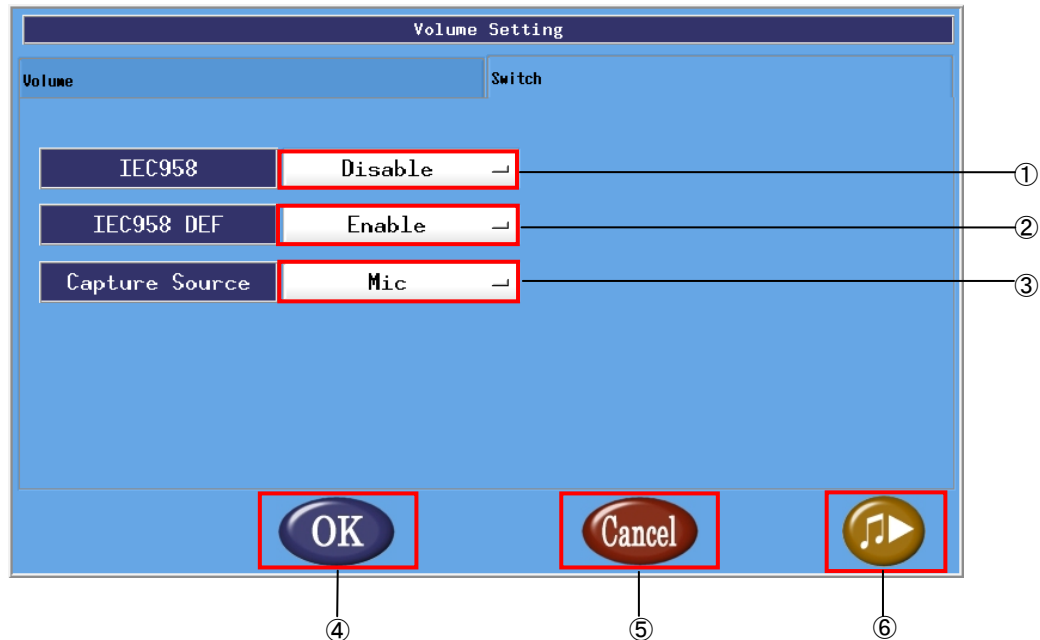 Volume Setting
Volume
Switch
IEC958 Disable ①
IEC958 DEF Enable ②
Capture Source Mic ③
OK Cancel
④ ⑤ ⑥